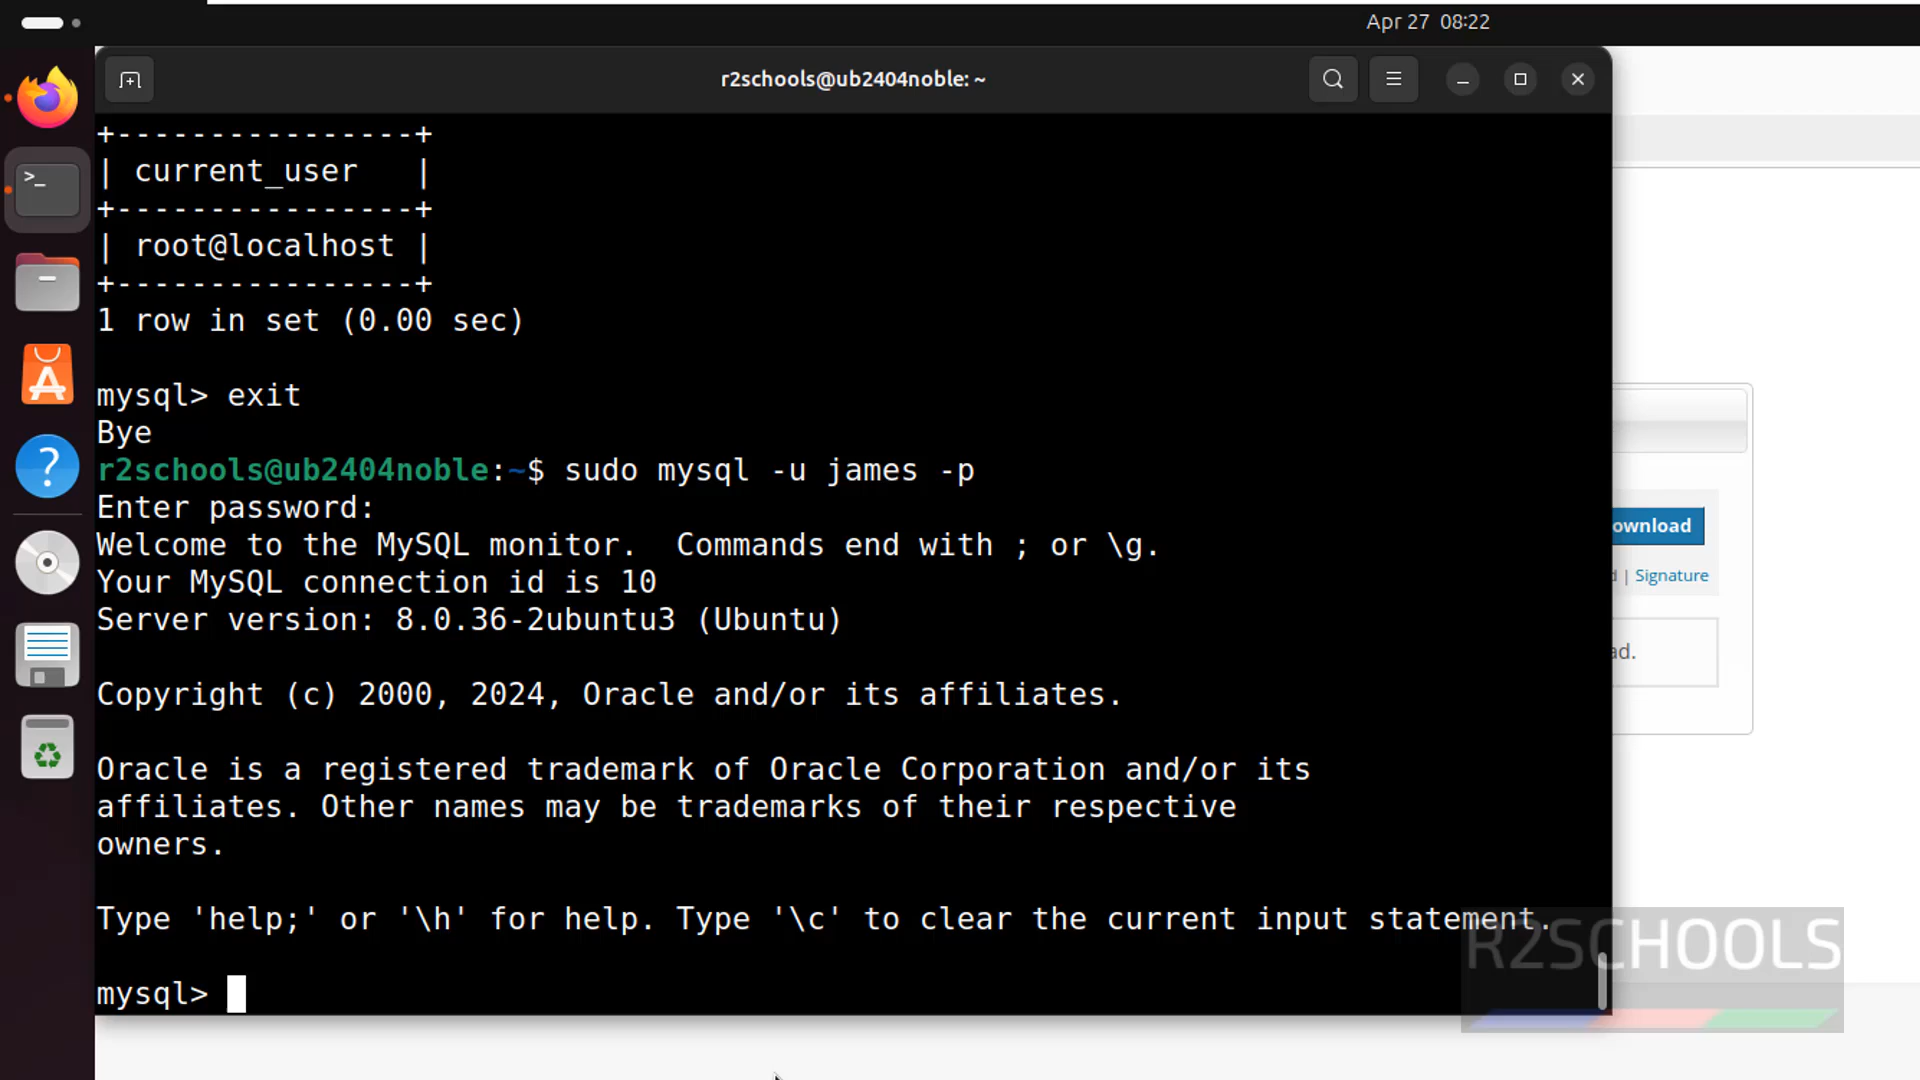 Apr 27 08:22
r2schools@ub2404noble: ~
+----------------+
| current_user   |
+----------------+
| root@localhost |
+----------------+
1 row in set (0.00 sec)
mysql> exit
Bye
r2schools@ub2404noble:~$ sudo mysql -u james -p
Enter password:
Welcome to the MySQL monitor.  Commands end with ; or \g.
Your MySQL connection id is 10
Server version: 8.0.36-2ubuntu3 (Ubuntu)
Copyright (c) 2000, 2024, Oracle and/or its affiliates.
Oracle is a registered trademark of Oracle Corporation and/or its
affiliates. Other names may be trademarks of their respective
owners.
Type 'help;' or '\h' for help. Type '\c' to clear the current input statement.
mysql>
ownload
d | Signature
ad.
R2SCHOOLS